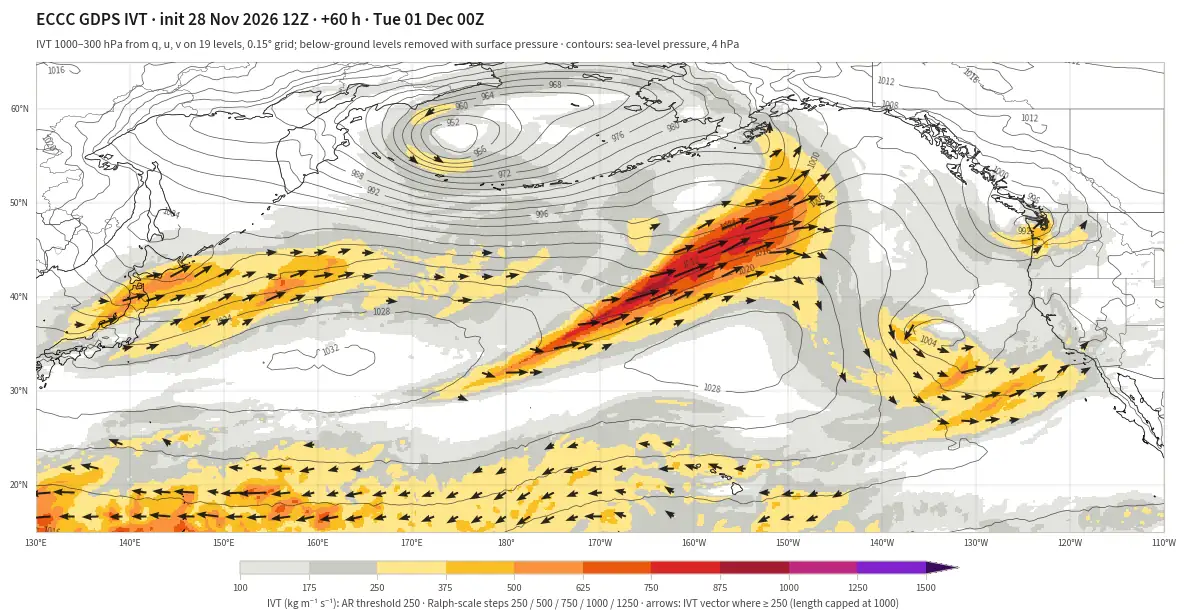 ECCC GDPS IVT · init 28 Nov 2026 12Z · +60 h · Tue 01 Dec 00Z
IVT 1000–300 hPa from q, u, v on 19 levels, 0.15° grid; below-ground levels removed with surface pressure · contours: sea-level pressure, 4 hPa
1016
968
964
960
952
956
976
980
972
968
992
996
1012
1016
1008
1012
1000
1000
996
992
1004
60°N
50°N
40°N
30°N
20°N
1028
1032
1020
1028
1004
130°E
140°E
150°E
160°E
170°E
180°
170°W
160°W
150°W
140°W
130°W
120°W
110°W
100
175
250
375
500
625
750
875
1000
1250
1500
IVT (kg m⁻¹ s⁻¹): AR threshold 250 · Ralph-scale steps 250 / 500 / 750 / 1000 / 1250 · arrows: IVT vector where ≥ 250 (length capped at 1000)